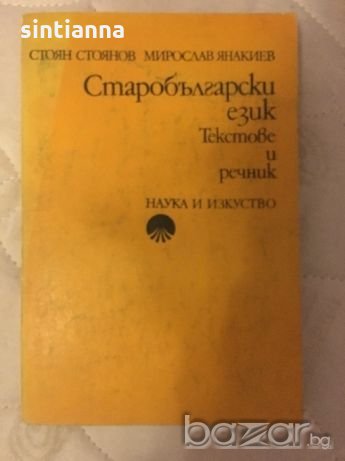 sintianna
СТОЯН СТОЯНОВ МИРОСЛАВ ЯНАКИЕВ
Старобългарски
език
Текстове
и
речник
НАУКА И ИЗКУСТВО
bazar.bg